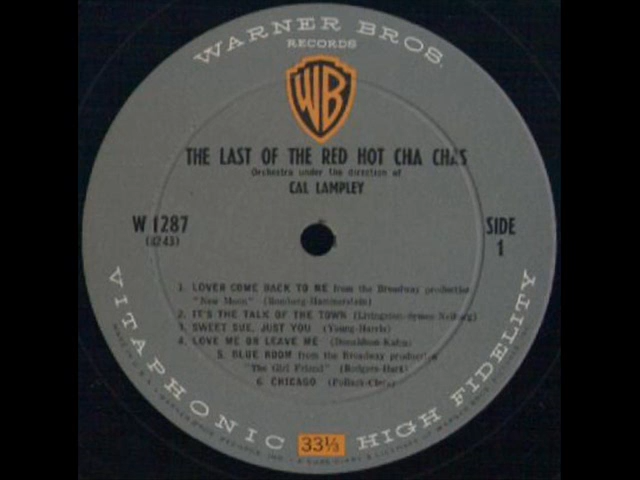 WARNER BROS.
RECORDS
WB
THE LAST OF THE RED HOT CHA CHAS
Orchestra under the direction of
CAL LAMPLEY
W 1287
(4243)
SIDE
1
1. LOVER COME BACK TO ME from the Broadway production
"New Moon" (Romberg-Hammerstein)
2. IT'S THE TALK OF THE TOWN (Livingston-Symes-Neiburg)
3. SWEET SUE, JUST YOU (Young-Harris)
4. LOVE ME OR LEAVE ME (Donaldson-Kahn)
5. BLUE ROOM from the Broadway production
"The Girl Friend" (Rodgers-Hart)
6. CHICAGO
VITAPHONIC HIGH FIDELITY
33⅓